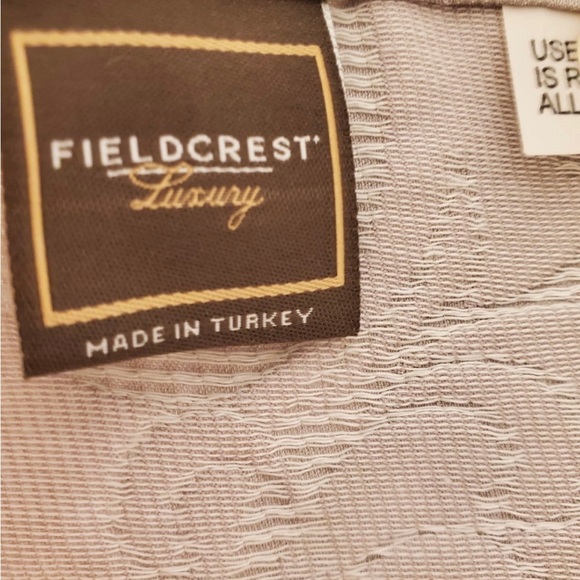 FIELDCREST
Luxury
MADE IN TURKEY
USE
IS
ALL